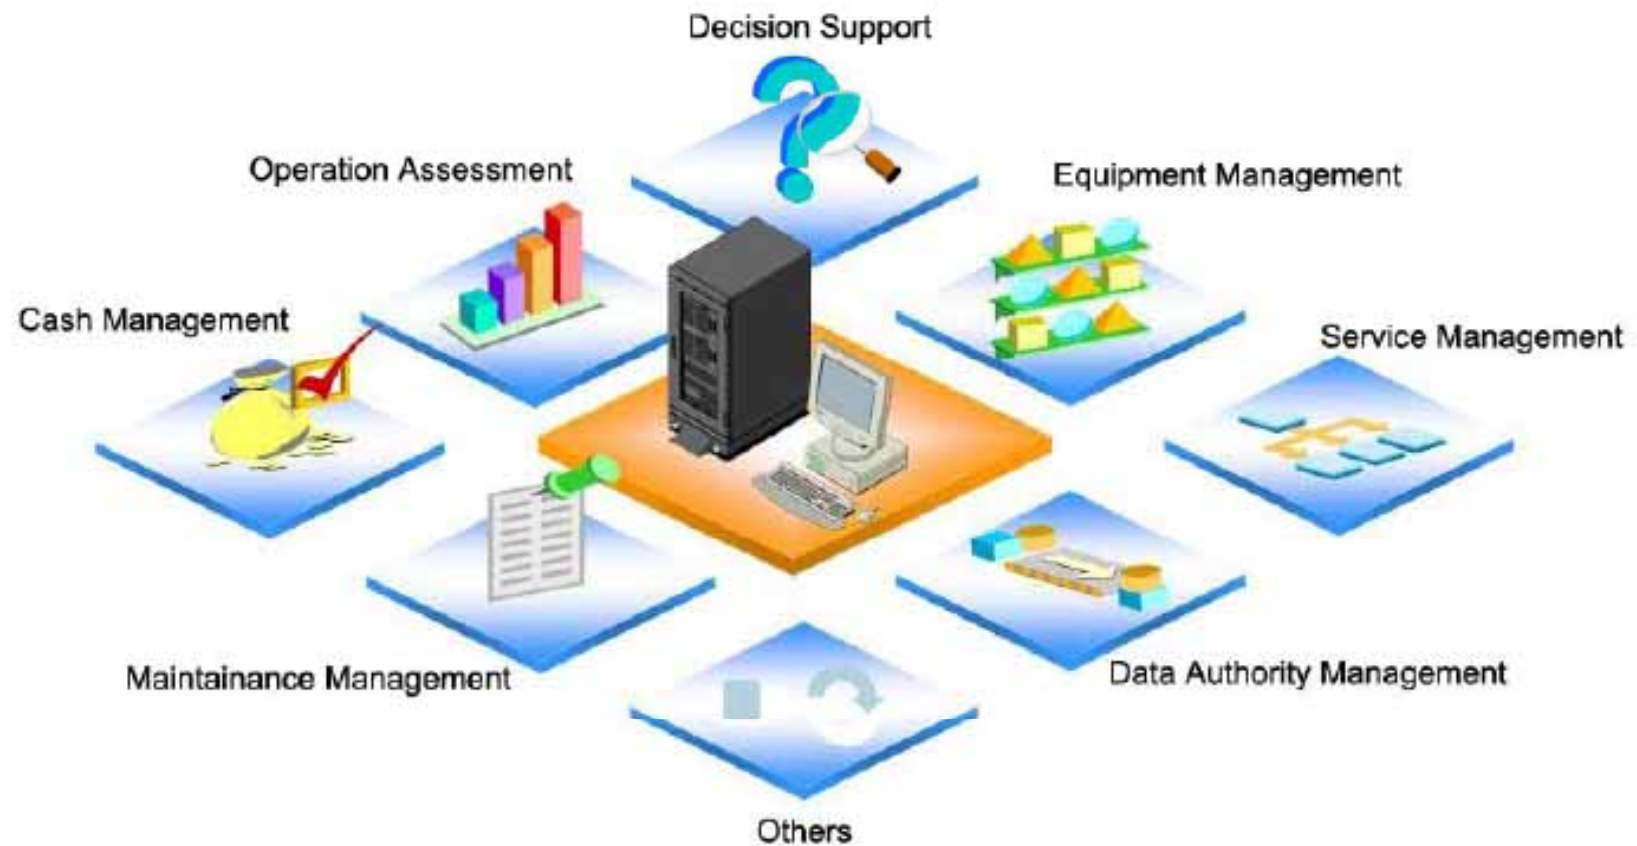 Decision Support
Operation Assessment
Equipment Management
Cash Management
Service Management
Maintainance Management
Data Authority Management
Others